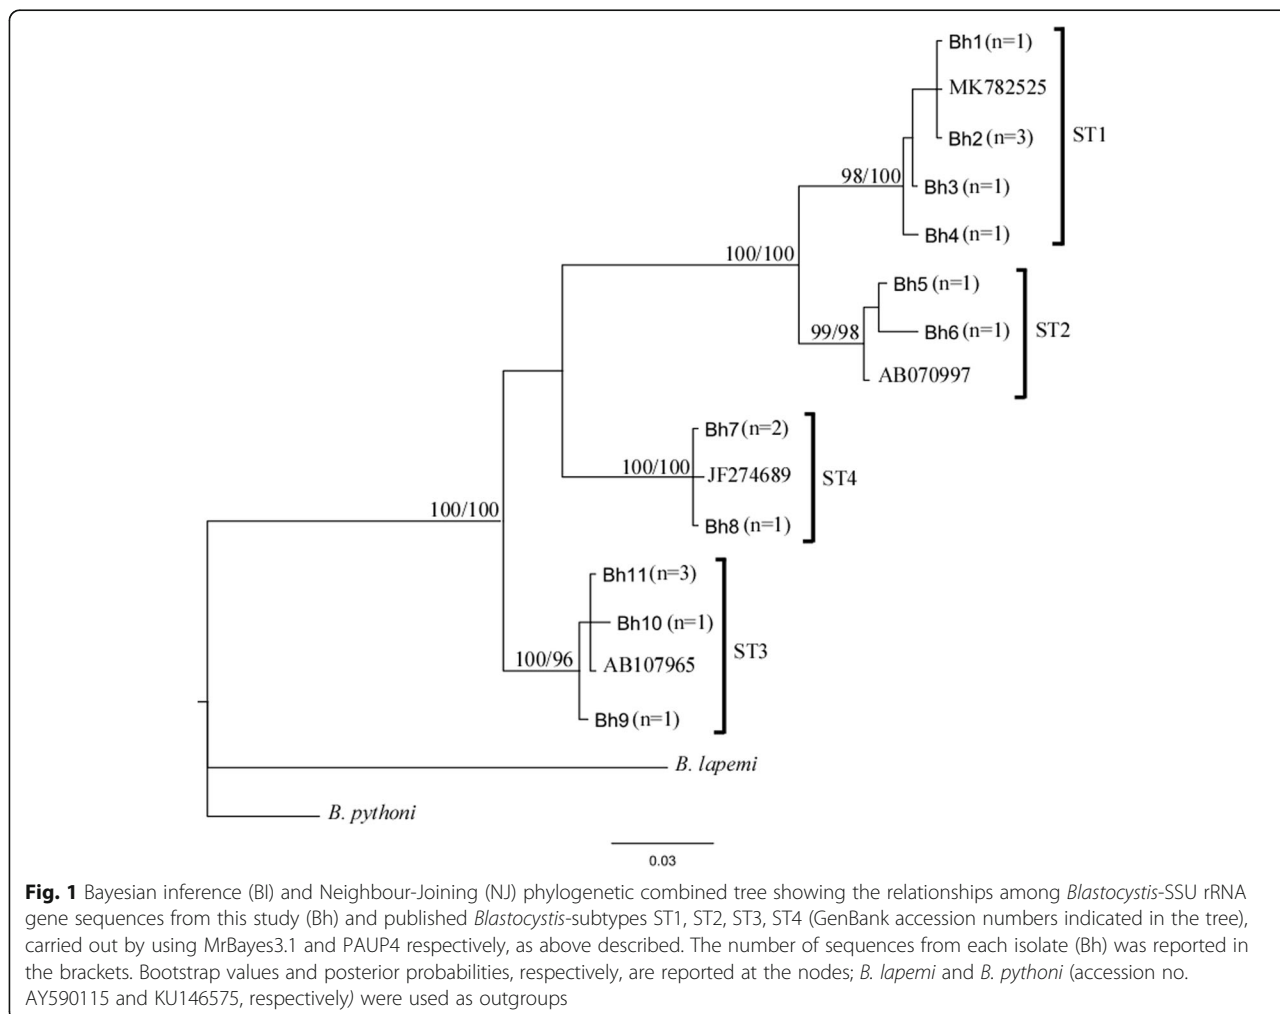 Bh1 (n=1)
MK782525
Bh2 (n=3)
ST1
98/100
Bh3 (n=1)
Bh4 (n=1)
100/100
Bh5 (n=1)
99/98
Bh6 (n=1)
ST2
AB070997
Bh7 (n=2)
100/100
JF274689
ST4
Bh8 (n=1)
100/100
Bh11 (n=3)
Bh10 (n=1)
100/96
AB107965
ST3
Bh9 (n=1)
B. lapemi
B. pythoni
0.03
Fig. 1 Bayesian inference (BI) and Neighbour-Joining (NJ) phylogenetic combined tree showing the relationships among Blastocystis-SSU rRNA
gene sequences from this study (Bh) and published Blastocystis-subtypes ST1, ST2, ST3, ST4 (GenBank accession numbers indicated in the tree),
carried out by using MrBayes3.1 and PAUP4 respectively, as above described. The number of sequences from each isolate (Bh) was reported in
the brackets. Bootstrap values and posterior probabilities, respectively, are reported at the nodes; B. lapemi and B. pythoni (accession no.
AY590115 and KU146575, respectively) were used as outgroups